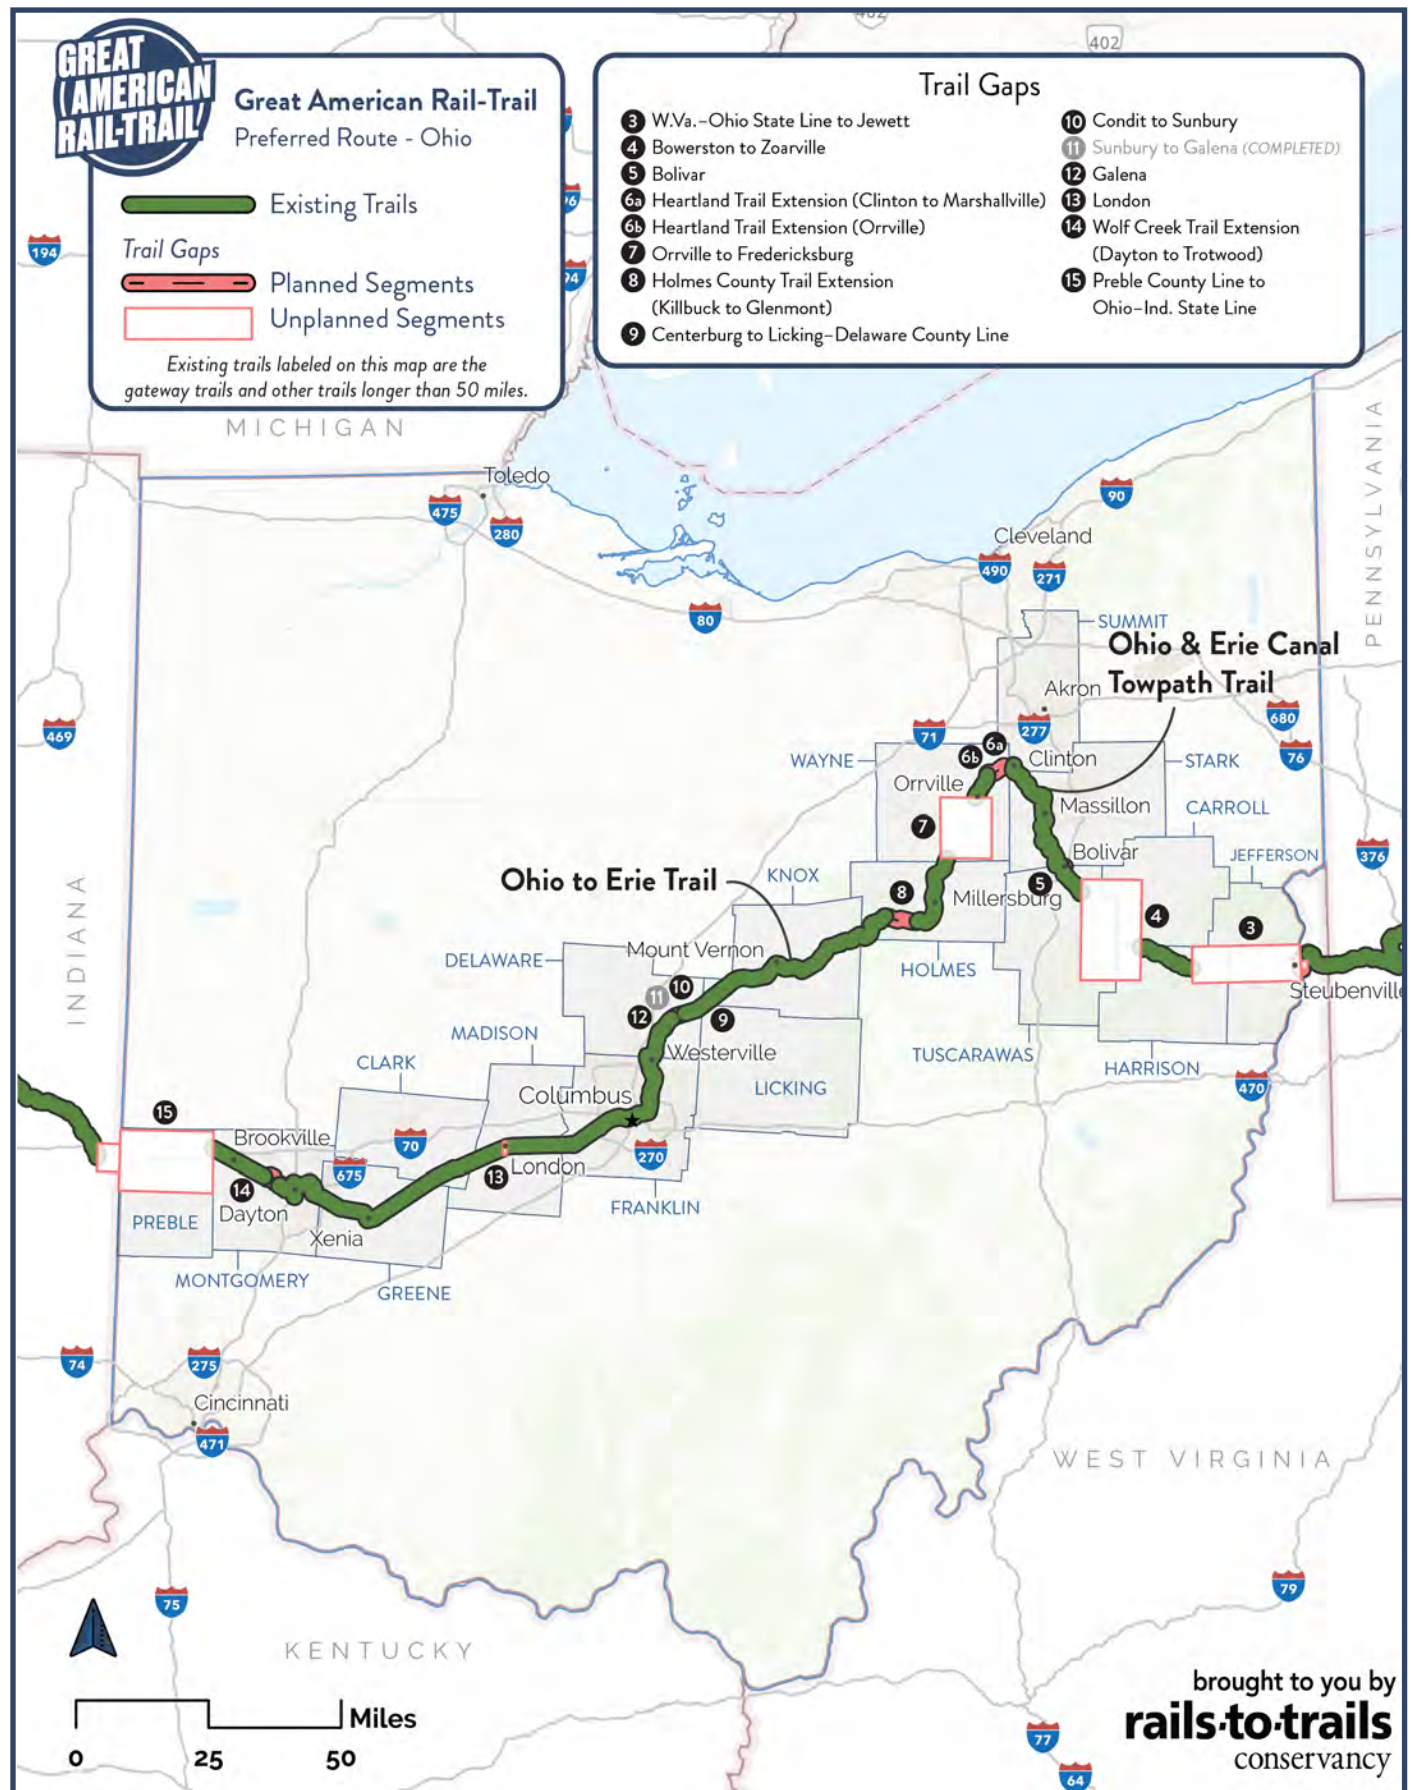 402
402
GREAT
AMERICAN
RAIL-TRAIL
Great American Rail-Trail
Preferred Route - Ohio
Existing Trails
Trail Gaps
Planned Segments
Unplanned Segments
Existing trails labeled on this map are the
gateway trails and other trails longer than 50 miles.
Trail Gaps
3 W.Va.–Ohio State Line to Jewett
4 Bowerston to Zoarville
5 Bolivar
6a Heartland Trail Extension (Clinton to Marshallville)
6b Heartland Trail Extension (Orrville)
7 Orrville to Fredericksburg
8 Holmes County Trail Extension
(Killbuck to Glenmont)
9 Centerburg to Licking–Delaware County Line
10 Condit to Sunbury
11 Sunbury to Galena (COMPLETED)
12 Galena
13 London
14 Wolf Creek Trail Extension
(Dayton to Trotwood)
15 Preble County Line to
Ohio–Ind. State Line
194
96
94
MICHIGAN
PENNSYLVANIA
Toledo
475
280
90
Cleveland
490
271
80
SUMMIT
Ohio & Erie Canal
Towpath Trail
Akron
680
469
71
277
76
WAYNE
6b
6a
Clinton
STARK
Orrville
Massillon
CARROLL
7
Bolivar
JEFFERSON
376
INDIANA
Ohio to Erie Trail
KNOX
8
Millersburg
5
4
3
Mount Vernon
DELAWARE
HOLMES
11
10
Steubenville
12
9
MADISON
Westerville
TUSCARAWAS
HARRISON
CLARK
LICKING
470
Columbus
15
Brookville
70
270
675
London
14
13
FRANKLIN
Dayton
PREBLE
Xenia
MONTGOMERY
GREENE
74
275
Cincinnati
471
WEST VIRGINIA
75
79
KENTUCKY
brought to you by
rails·to·trails
conservancy
Miles
0 25 50
77
64